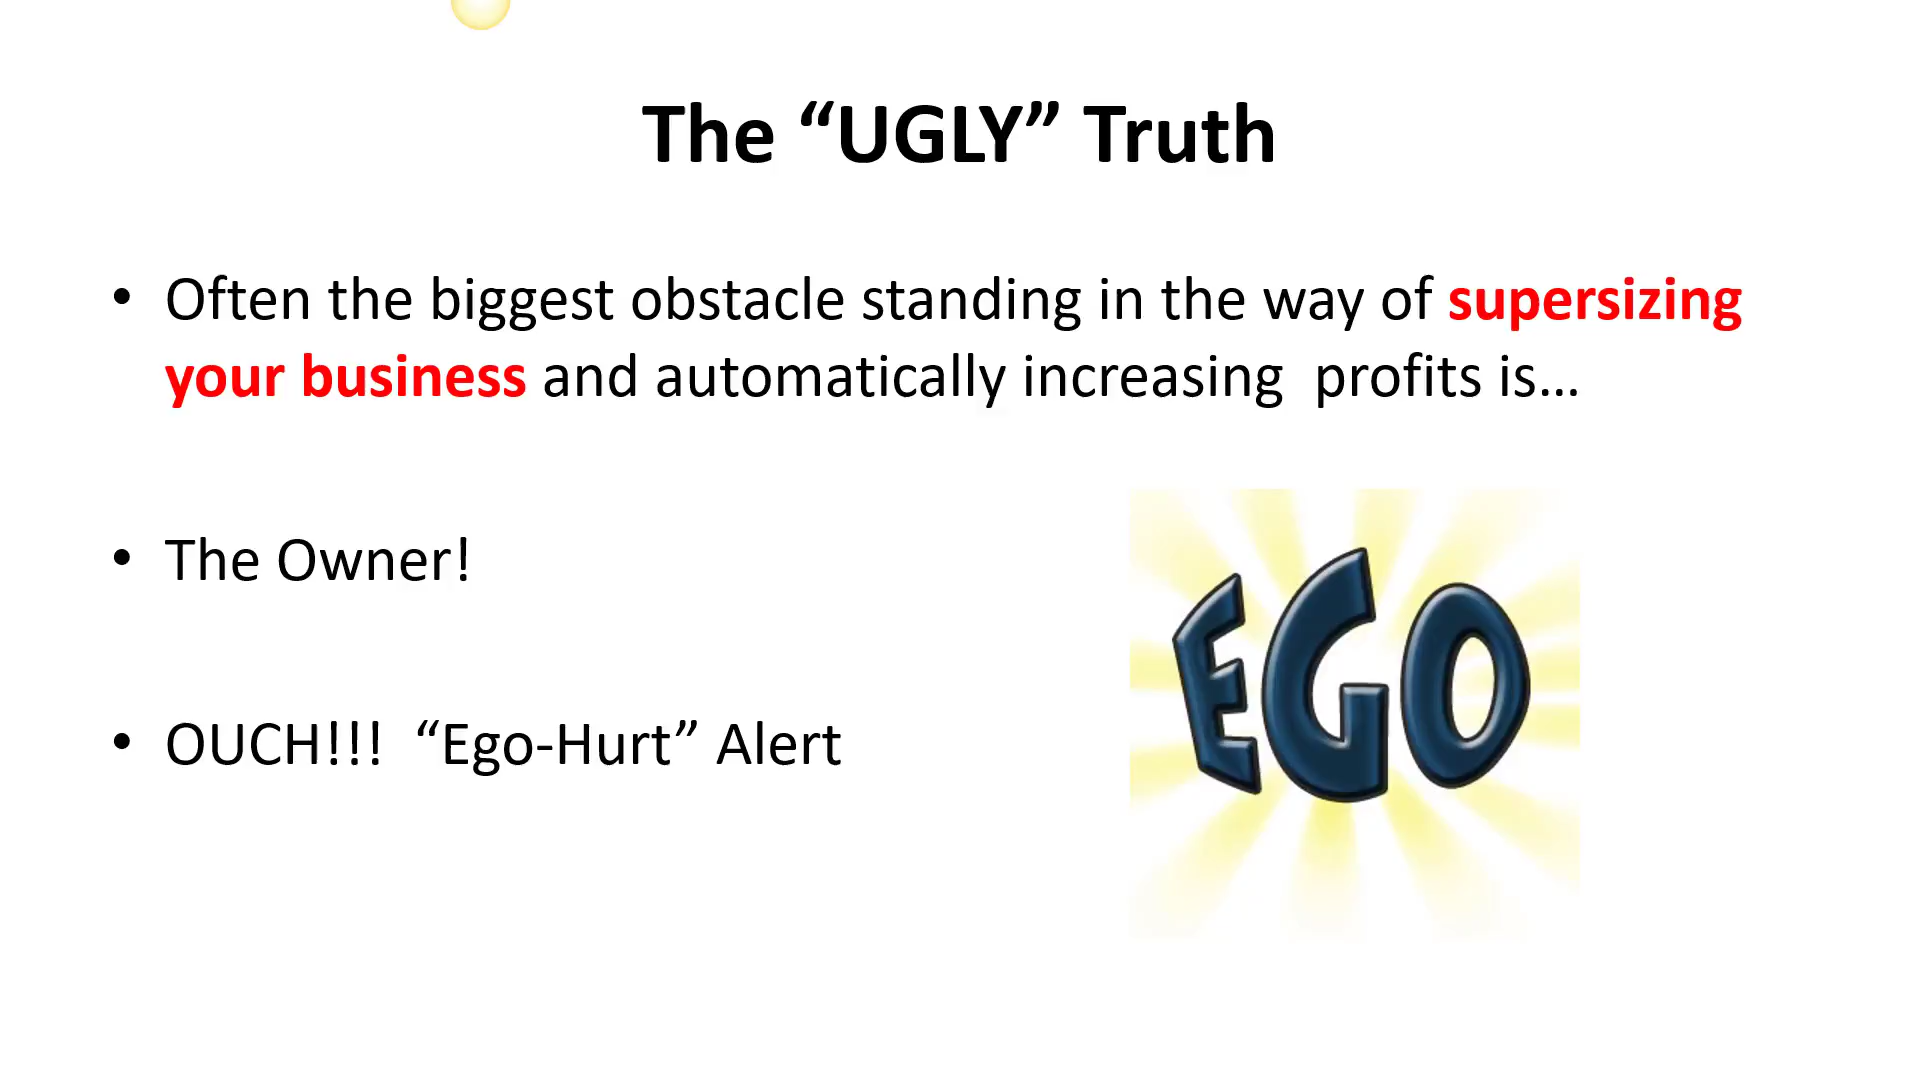 The “UGLY” Truth
• Often the biggest obstacle standing in the way of supersizing
your business and automatically increasing  profits is…
• The Owner!
• OUCH!!!  “Ego-Hurt” Alert
EGO